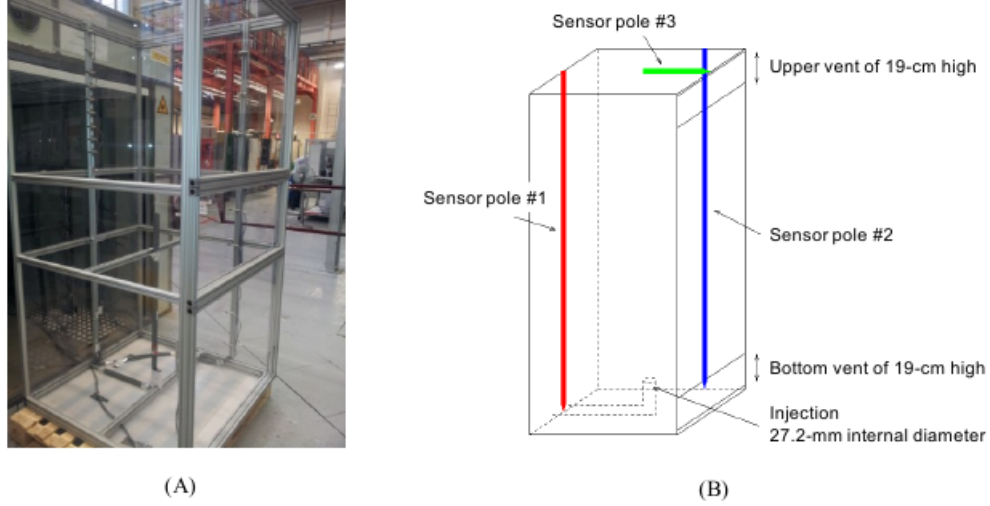 Sensor pole #3
Upper vent of 19-cm high
Sensor pole #1
Sensor pole #2
Bottom vent of 19-cm high
Injection
27.2-mm internal diameter
(A)
(B)